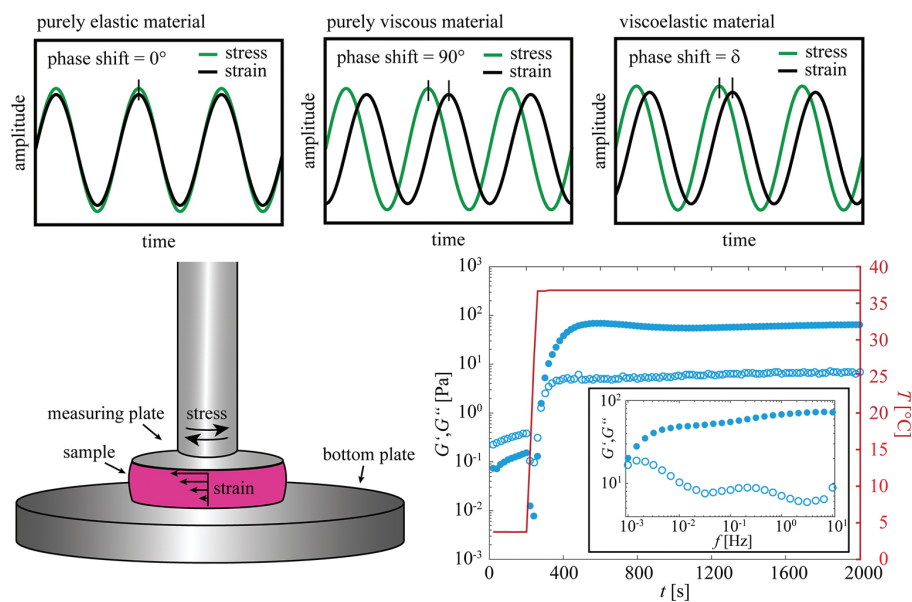 purely elastic material
phase shift = 0°
stress
strain
amplitude
time
purely viscous material
phase shift = 90°
stress
strain
amplitude
time
viscoelastic material
phase shift = δ
stress
strain
amplitude
time
measuring plate
stress
sample
strain
bottom plate
10³
10²
10¹
10⁰
10⁻¹
10⁻²
10⁻³
G‘, G‘‘ [Pa]
0
400
800
1200
1600
2000
t [s]
40
35
30
25
20
15
10
5
0
T [°C]
10²
10¹
G‘, G‘‘
10⁻³
10⁻²
10⁻¹
10⁰
10¹
f [Hz]